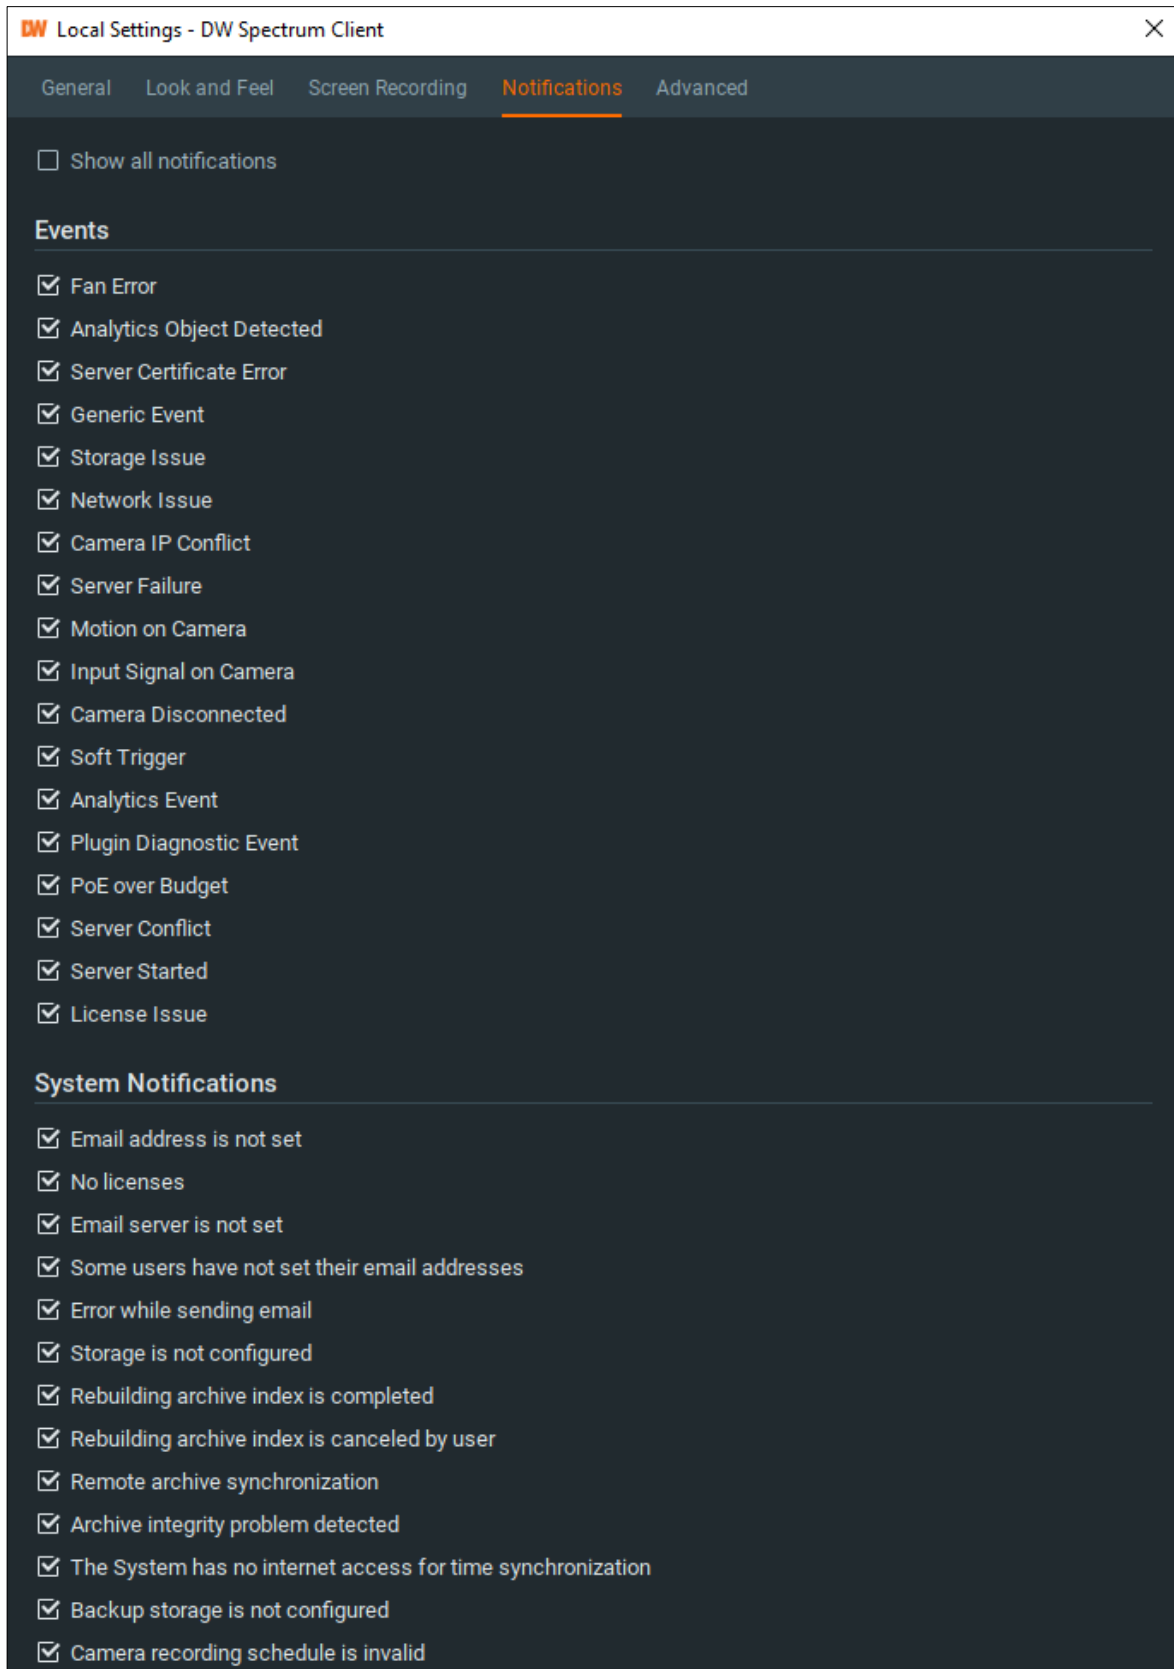 DW Local Settings - DW Spectrum Client
General Look and Feel Screen Recording Notifications Advanced
Show all notifications
Events
Fan Error
Analytics Object Detected
Server Certificate Error
Generic Event
Storage Issue
Network Issue
Camera IP Conflict
Server Failure
Motion on Camera
Input Signal on Camera
Camera Disconnected
Soft Trigger
Analytics Event
Plugin Diagnostic Event
PoE over Budget
Server Conflict
Server Started
License Issue
System Notifications
Email address is not set
No licenses
Email server is not set
Some users have not set their email addresses
Error while sending email
Storage is not configured
Rebuilding archive index is completed
Rebuilding archive index is canceled by user
Remote archive synchronization
Archive integrity problem detected
The System has no internet access for time synchronization
Backup storage is not configured
Camera recording schedule is invalid